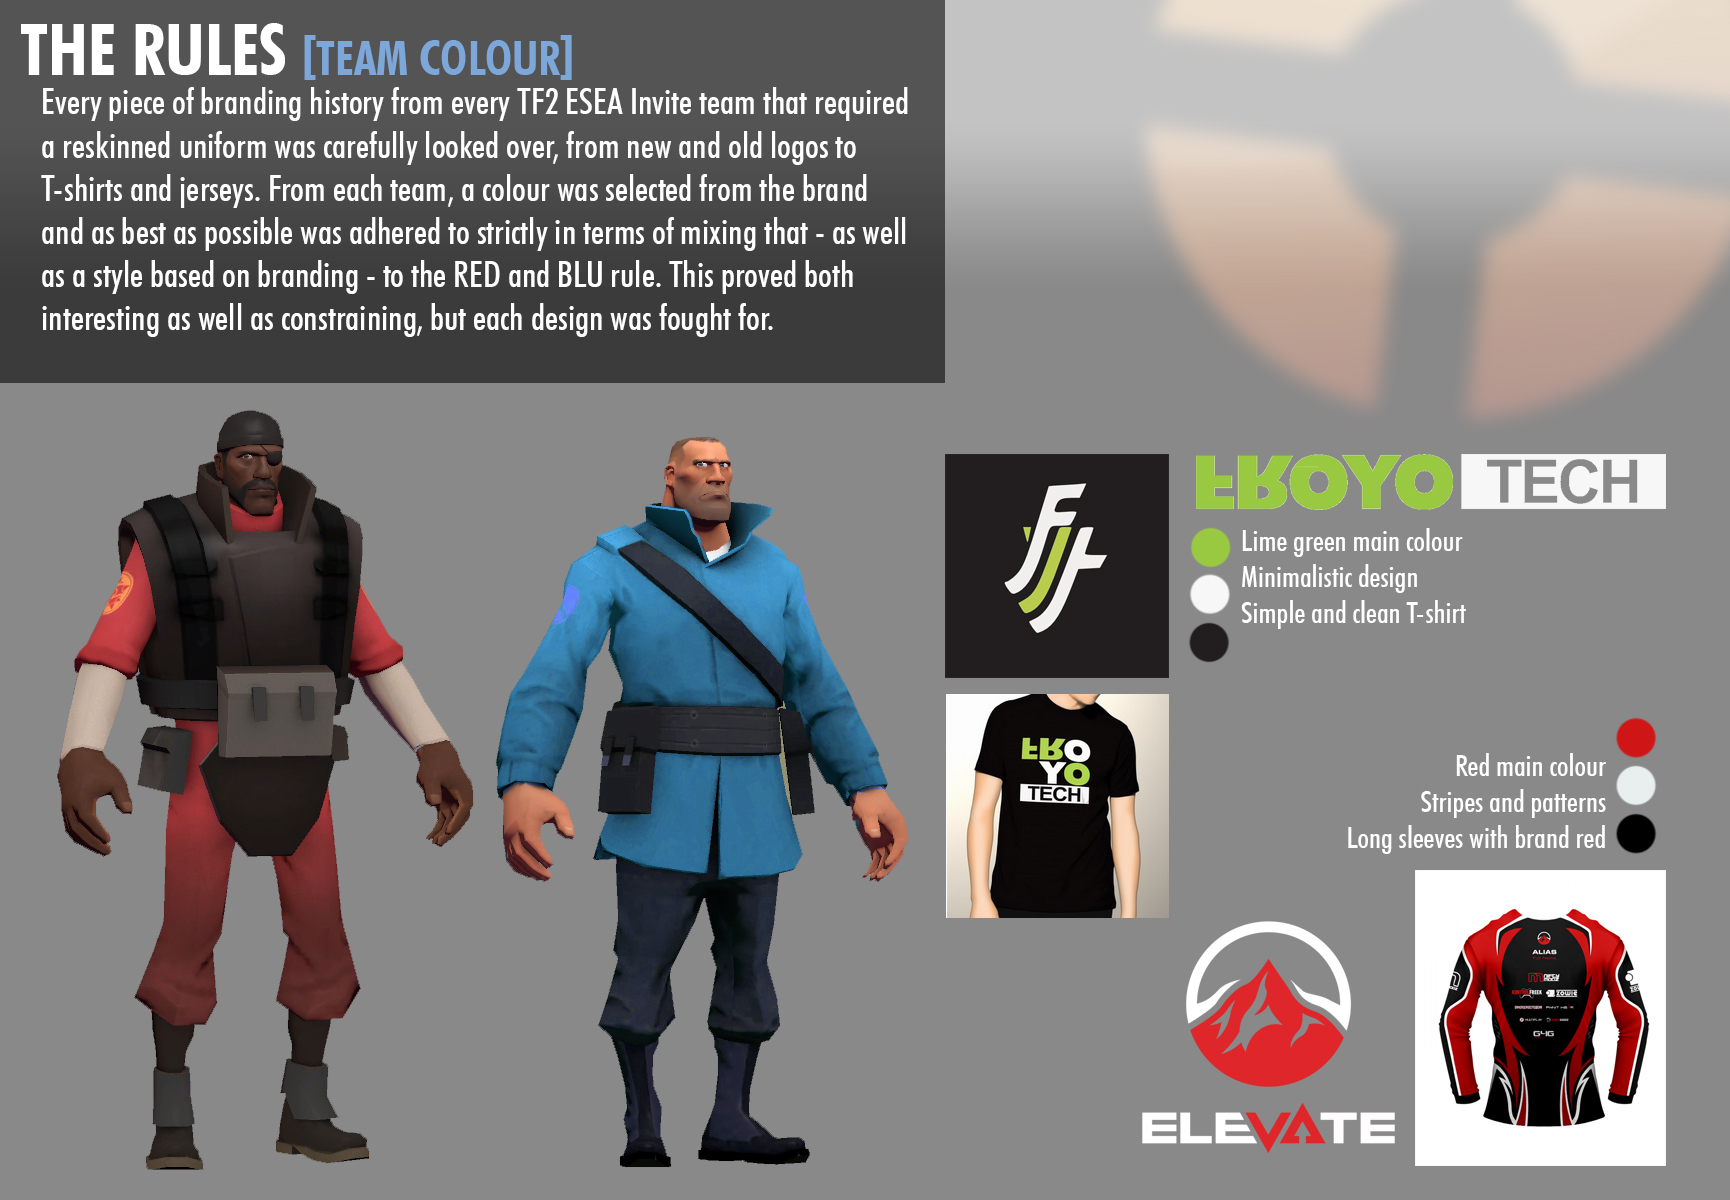 THE RULES [TEAM COLOUR]
Every piece of branding history from every TF2 ESEA Invite team that required
a reskinned uniform was carefully looked over, from new and old logos to
T-shirts and jerseys. From each team, a colour was selected from the brand
and as best as possible was adhered to strictly in terms of mixing that - as well
as a style based on branding - to the RED and BLU rule. This proved both
interesting as well as constraining, but each design was fought for.
FROYO TECH
Lime green main colour
Minimalistic design
Simple and clean T-shirt
FRO
YO
TECH
Red main colour
Stripes and patterns
Long sleeves with brand red
ELEVATE
ALIAS
ZOWIE
G4G